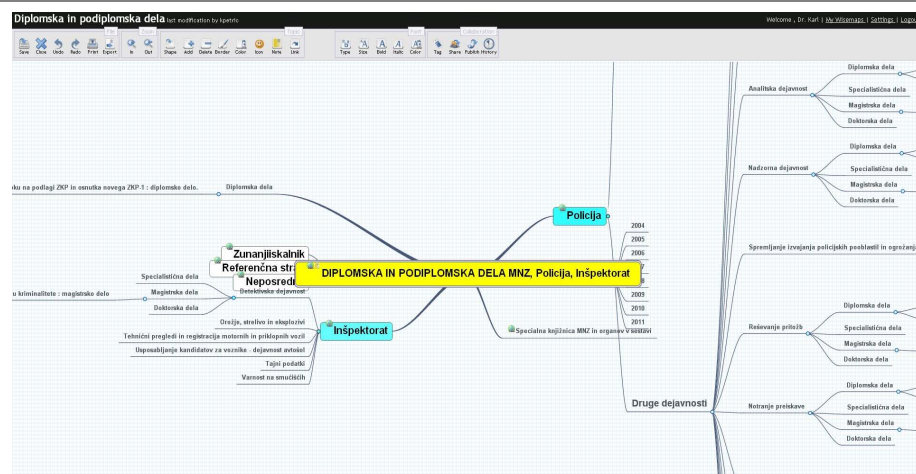 Diplomska in podiplomska dela last modification by kpetric
Welcome , Dr. Karl | My Wisemaps | Settings | Logou
File Zoom Topic Font Collaboration
Save Close Undo Redo Print Export In Out Shape Add Delete Border Color Icon Note Link Type Size Bold Italic Color Tag Share Publish History
oku na podlagi ZKP in osnutka novega ZKP-1 : diplomsko delo.
Diplomska dela
Zunanjiiskalnik
Referenčna stra
Neposredn
DIPLOMSKA IN PODIPLOMSKA DELA MNZ, Policija, Inšpektorat
Specialistična dela
u kriminalitete : magistrsko delo
Magistrska dela
Doktorska dela
Detektivska dejavnost
Orožje, strelivo in eksplozivi
Tehnični pregledi in registracija motornih in priklopnih vozil
Usposabljanje kandidatov za voznike - dejavnost avtošol
Tajni podatki
Varnost na smučiščih
Inšpektorat
Policija
2004
2005
2006
2009
2010
2011
Specialna knjižnica MNZ in organov v sestavi
Druge dejavnosti
Analitska dejavnost
Diplomska dela
Specialistična dela
Magistrska dela
Doktorska dela
Nadzorna dejavnost
Diplomska dela
Specialistična dela
Magistrska dela
Doktorska dela
Spremljanje izvajanja policijskih pooblastil in ogrožanj
Reševanje pritožb
Diplomska dela
Specialistična dela
Magistrska dela
Doktorska dela
Notranje preiskave
Diplomska dela
Specialistična dela
Magistrska dela
Doktorska dela